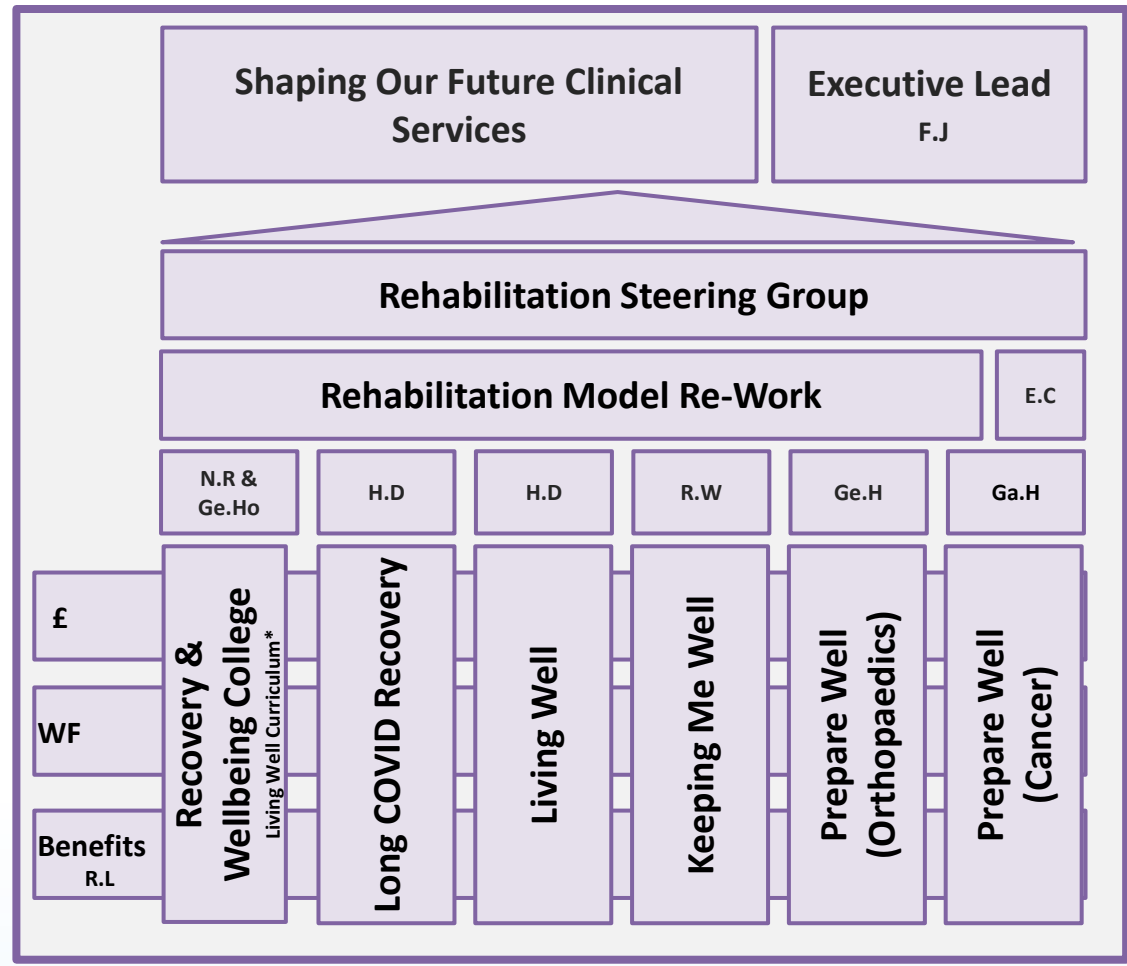 Shaping Our Future Clinical
Services
Executive Lead
F.J
Rehabilitation Steering Group
Rehabilitation Model Re-Work
E.C
N.R &
Ge.Ho
H.D
H.D
R.W
Ge.H
Ga.H
£
WF
Benefits
R.L
Recovery &
Wellbeing College
Living Well Curriculum*
Long COVID Recovery
Living Well
Keeping Me Well
Prepare Well
(Orthopaedics)
Prepare Well
(Cancer)